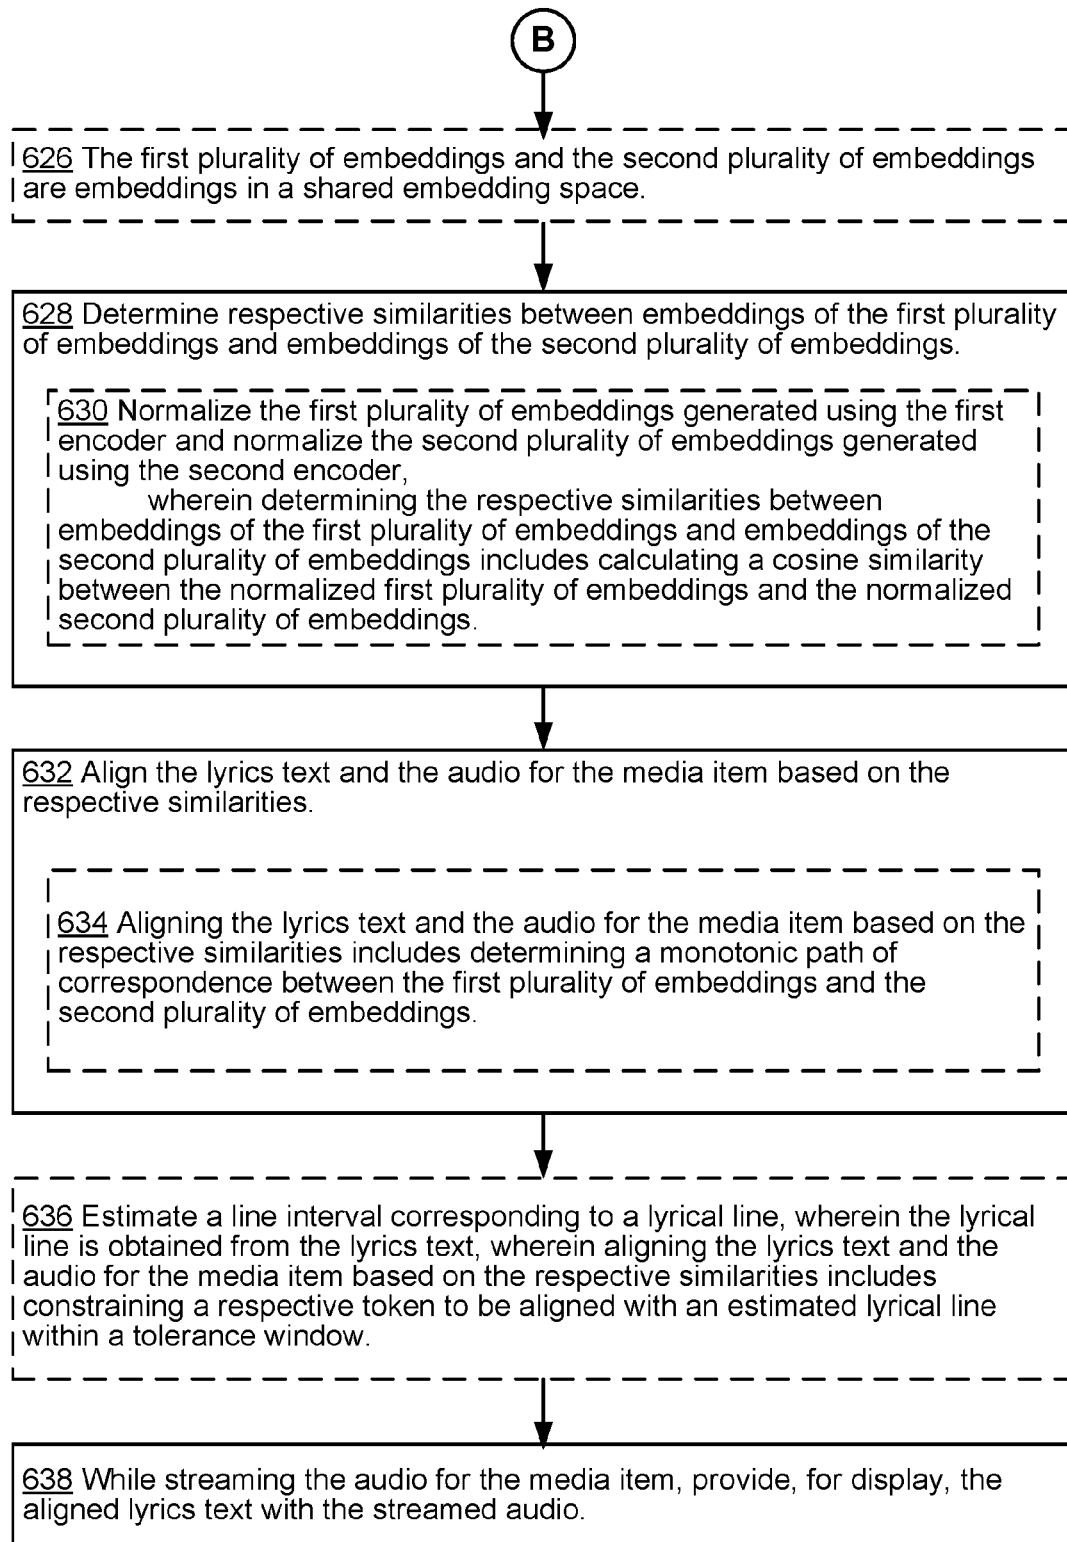 B
626 The first plurality of embeddings and the second plurality of embeddings
are embeddings in a shared embedding space.
628 Determine respective similarities between embeddings of the first plurality
of embeddings and embeddings of the second plurality of embeddings.
630 Normalize the first plurality of embeddings generated using the first
encoder and normalize the second plurality of embeddings generated
using the second encoder,
wherein determining the respective similarities between
embeddings of the first plurality of embeddings and embeddings of the
second plurality of embeddings includes calculating a cosine similarity
between the normalized first plurality of embeddings and the normalized
second plurality of embeddings.
632 Align the lyrics text and the audio for the media item based on the
respective similarities.
634 Aligning the lyrics text and the audio for the media item based on the
respective similarities includes determining a monotonic path of
correspondence between the first plurality of embeddings and the
second plurality of embeddings.
636 Estimate a line interval corresponding to a lyrical line, wherein the lyrical
line is obtained from the lyrics text, wherein aligning the lyrics text and the
audio for the media item based on the respective similarities includes
constraining a respective token to be aligned with an estimated lyrical line
within a tolerance window.
638 While streaming the audio for the media item, provide, for display, the
aligned lyrics text with the streamed audio.